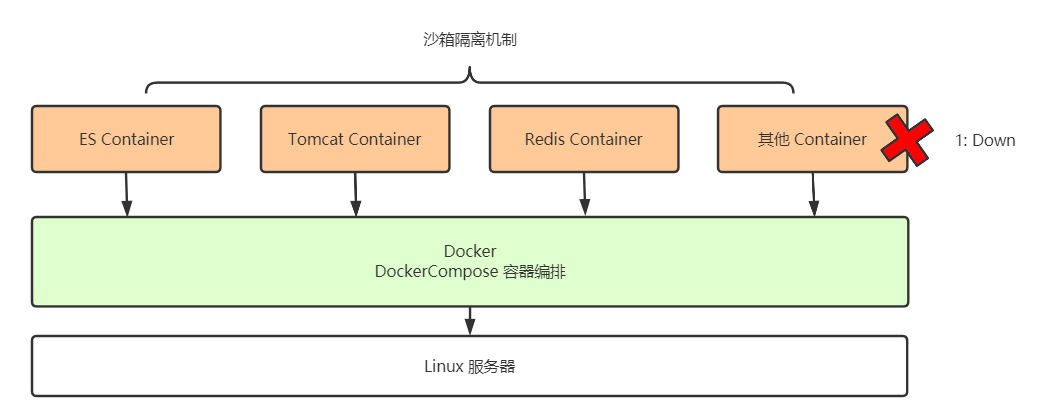 沙箱隔离机制
ES Container
Tomcat Container
Redis Container
其他 Container
1: Down
Docker
DockerCompose 容器编排
Linux 服务器